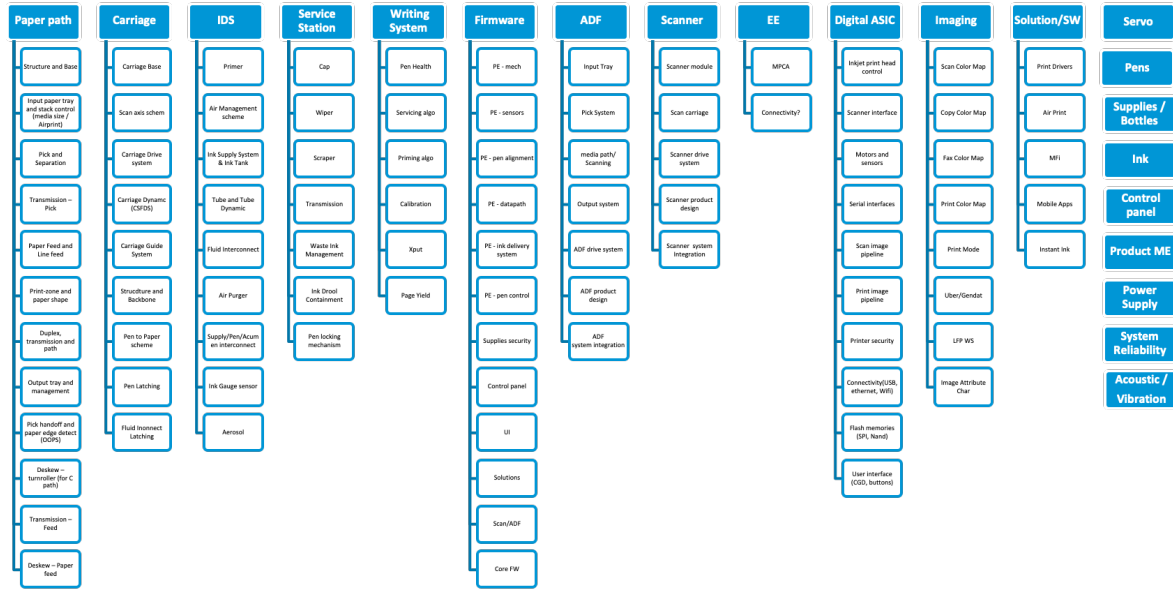 Paper path
Structure and Base
Input paper tray
and stack control
(media size /
Airprint)
Pick and
Separation
Transmission –
Pick
Paper Feed and
Line feed
Print-zone and
paper shape
Duplex,
transmission and
path
Output tray and
management
Pick handoff and
paper edge detect
(OOPS)
Deskew –
turnroller (for C
path)
Transmission –
Feed
Deskew – Paper
feed
Carriage
Carriage Base
Scan axis schem
Carriage Drive
system
Carriage Dynamc
(CSFDS)
Carriage Guide
System
Strucdture and
Backbone
Pen to Paper
scheme
Pen Latching
Fluid Inonnect
Latching
IDS
Primer
Air Management
scheme
Ink Supply System
& Ink Tank
Tube and Tube
Dynamic
Fluid Interconnect
Air Purger
Supply/Pen/Acum
en interconnect
Ink Gauge sensor
Aerosol
Service
Station
Cap
Wiper
Scraper
Transmission
Waste Ink
Management
Ink Drool
Containment
Pen locking
mechanism
Writing
System
Pen Health
Servicing algo
Priming algo
Calibration
Xput
Page Yield
Firmware
PE - mech
PE - sensors
PE - pen alignment
PE - datapath
PE - ink delivery
system
PE - pen control
Supplies security
Control panel
UI
Solutions
Scan/ADF
Core FW
ADF
Input Tray
Pick System
media path/
Scanning
Output system
ADF drive system
ADF product
design
ADF
system integration
Scanner
Scanner module
Scan carriage
Scanner drive
system
Scanner product
design
Scanner system
Integration
EE
MPCA
Connectivity?
Digital ASIC
Inkjet print head
control
Scanner interface
Motors and
sensors
Serial interfaces
Scan image
pipeline
Print image
pipeline
Printer security
Connectivity(USB,
ethernet, Wifi)
Flash memories
(SPI, Nand)
User interface
(CGD, buttons)
Imaging
Scan Color Map
Copy Color Map
Fax Color Map
Print Color Map
Print Mode
Uber/Gendat
LFP WS
Image Attribute
Char
Solution/SW
Print Drivers
Air Print
MFi
Mobile Apps
Instant Ink
Servo
Pens
Supplies /
Bottles
Ink
Control
panel
Product ME
Power
Supply
System
Reliability
Acoustic /
Vibration